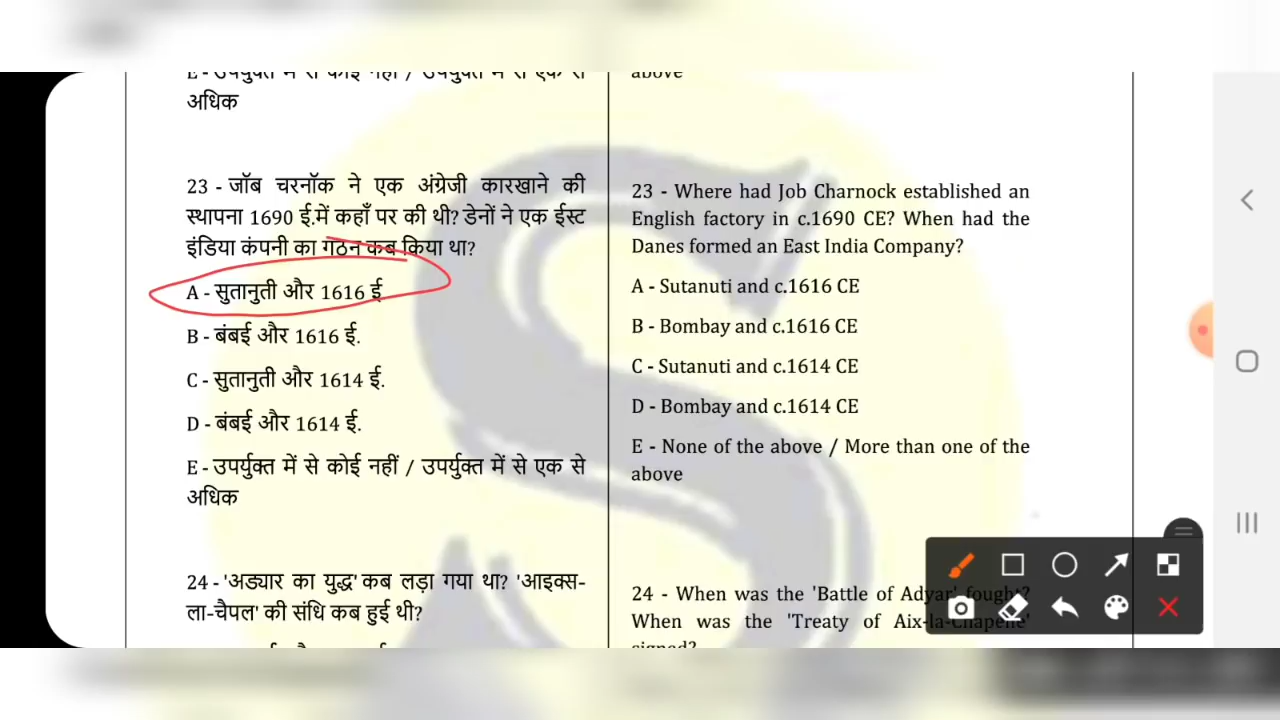 अधिक
23 - जॉब चरनॉक ने एक अंग्रेजी कारखाने की
स्थापना 1690 ई.में कहाँ पर की थी? डेनों ने एक ईस्ट
इंडिया कंपनी का गठन कब किया था?
A - सुतानुती और 1616 ई
B - बंबई और 1616 ई.
C - सुतानुती और 1614 ई.
D - बंबई और 1614 ई.
E - उपर्युक्त में से कोई नहीं / उपर्युक्त में से एक से
अधिक
24 - 'अड्यार का युद्ध' कब लड़ा गया था? 'आइक्स-
ला-चैपल' की संधि कब हुई थी?
above
23 - Where had Job Charnock established an
English factory in c.1690 CE? When had the
Danes formed an East India Company?
A - Sutanuti and c.1616 CE
B - Bombay and c.1616 CE
C - Sutanuti and c.1614 CE
D - Bombay and c.1614 CE
E - None of the above / More than one of the
above
24 - When was the 'Battle of Adyar' fought?
When was the 'Treaty of Aix-la-Chapelle'
signed?